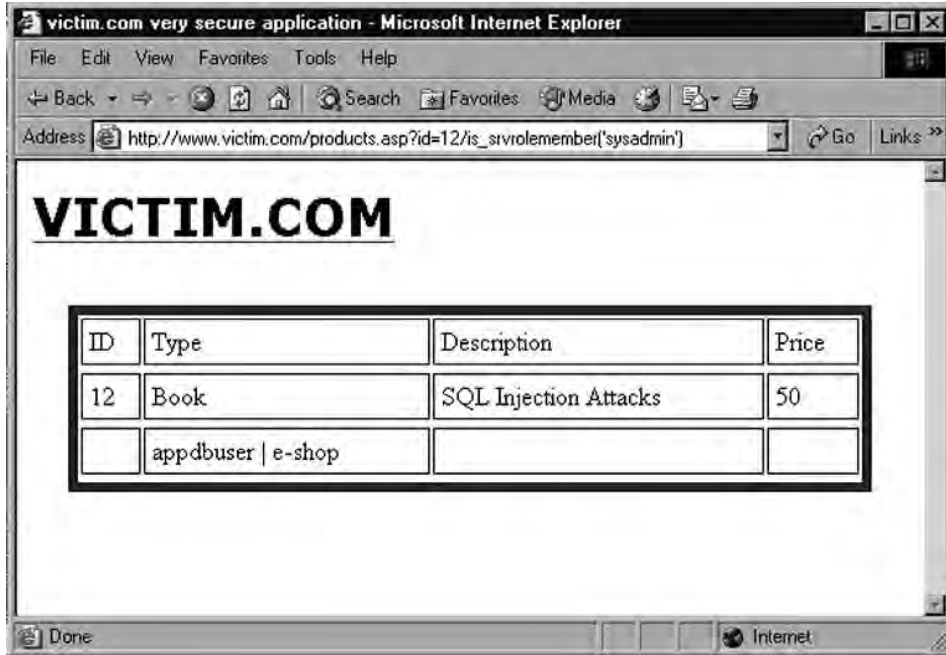 victim.com very secure application - Microsoft Internet Explorer
File Edit View Favorites Tools Help
Back Search Favorites Media
Address http://www.victim.com/products.asp?id=12/is_srvrolemember('sysadmin') Go Links »
VICTIM.COM
ID Type Description Price
12 Book SQL Injection Attacks 50
appdbuser | e-shop
Done Internet